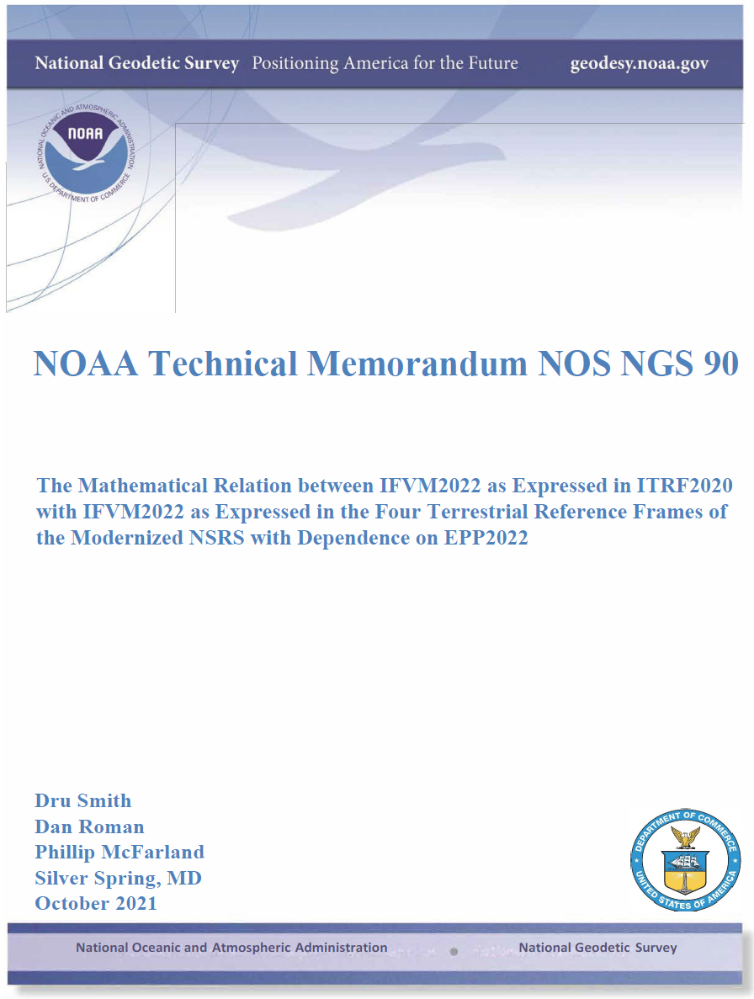 National Geodetic Survey Positioning America for the Future geodesy.noaa.gov
NATIONAL OCEANIC AND ATMOSPHERIC ADMINISTRATION
NOAA
U.S. DEPARTMENT OF COMMERCE
NOAA Technical Memorandum NOS NGS 90
The Mathematical Relation between IFVM2022 as Expressed in ITRF2020
with IFVM2022 as Expressed in the Four Terrestrial Reference Frames of
the Modernized NSRS with Dependence on EPP2022
Dru Smith
Dan Roman
Phillip McFarland
Silver Spring, MD
October 2021
DEPARTMENT OF COMMERCE
UNITED STATES OF AMERICA
National Oceanic and Atmospheric Administration National Geodetic Survey